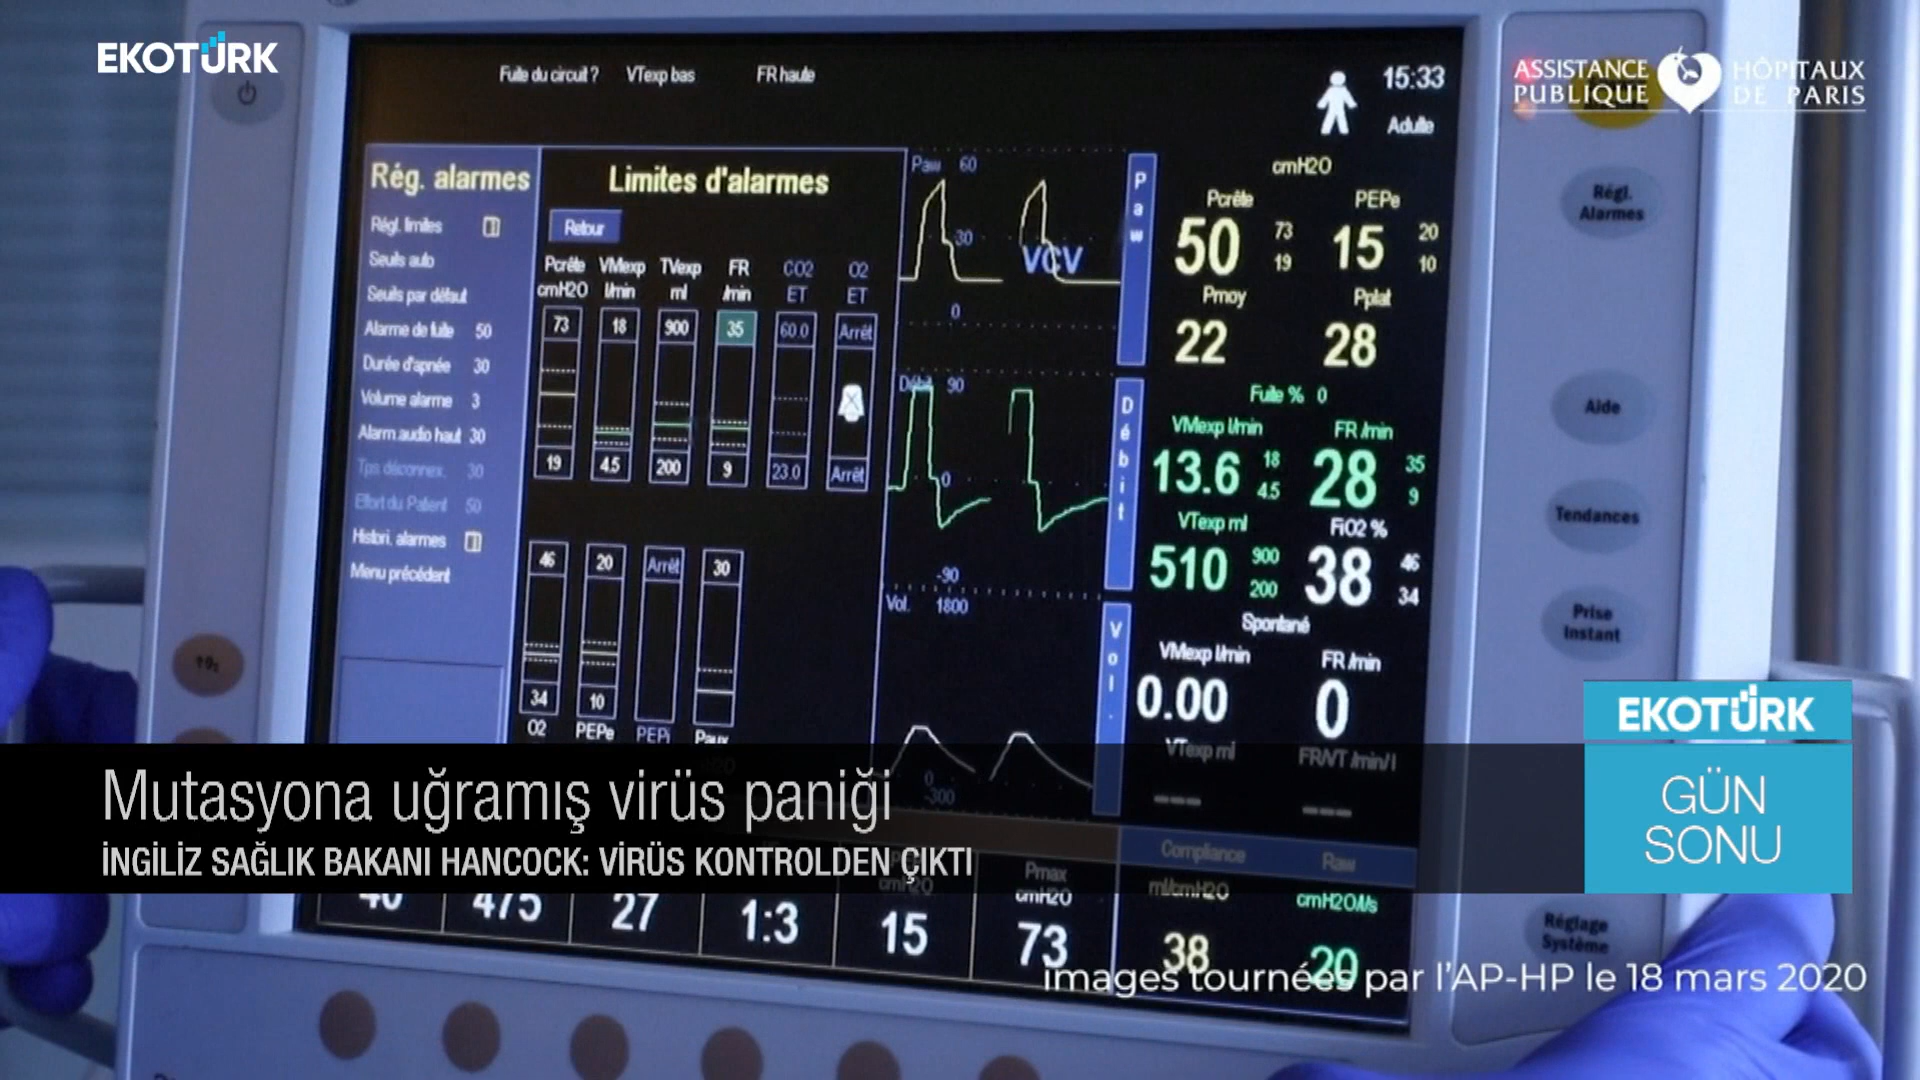 EKOTÜRK
ASSISTANCE PUBLIQUE HÔPITAUX DE PARIS
Fuite du circuit ? VTexp bas FR haute
15:33
Adulte
Rég. alarmes
Régl. limites
Seuils auto
Seuils par défaut
Alarme de fuite 50
Durée d'apnée 30
Volume alarme 3
Alarm.audio haut 30
Tps déconnex. 30
Effort du Patient 50
Histori. alarmes
Menu précédent
Limites d'alarmes
Retour
Pcrête VMexp TVexp FR CO2 O2
cmH2O l/min ml /min ET ET
73 18 900 35 60.0 Arrêt
19 4.5 200 9 23.0 Arrêt
46 20 Arrêt 30
34 10
O2 PEPe PEPi
Paw 60
30
VCV
0
Paw
Débit 90
0
-90
Débit
Vol. 1800
0
-300
Vol.
cmH2O
Pcrête PEPe
50 73 19 15 20 10
Pmoy Pplat
22 28
Fuite % 0
VMexp l/min FR /min
13.6 18 4.5 28 35 9
VTexp ml FiO2 %
510 900 200 38 46 34
Spontané
VMexp l/min FR /min
0.00 0
VTexp ml FR/VT /min/l
--- ---
Régl. Alarmes
Aide
Tendances
Prise Instant
Réglage Système
EKOTÜRK
GÜN SONU
Mutasyona uğramış virüs paniği
İNGİLİZ SAĞLIK BAKANI HANCOCK: VİRÜS KONTROLDEN ÇIKTI
cmH2O Pmax cmH2O
Compliance Raw
ml/cmH2O cmH2O/l/s
40 475 27 1:3 15 73 38 20
images tournées par l'AP-HP le 18 mars 2020